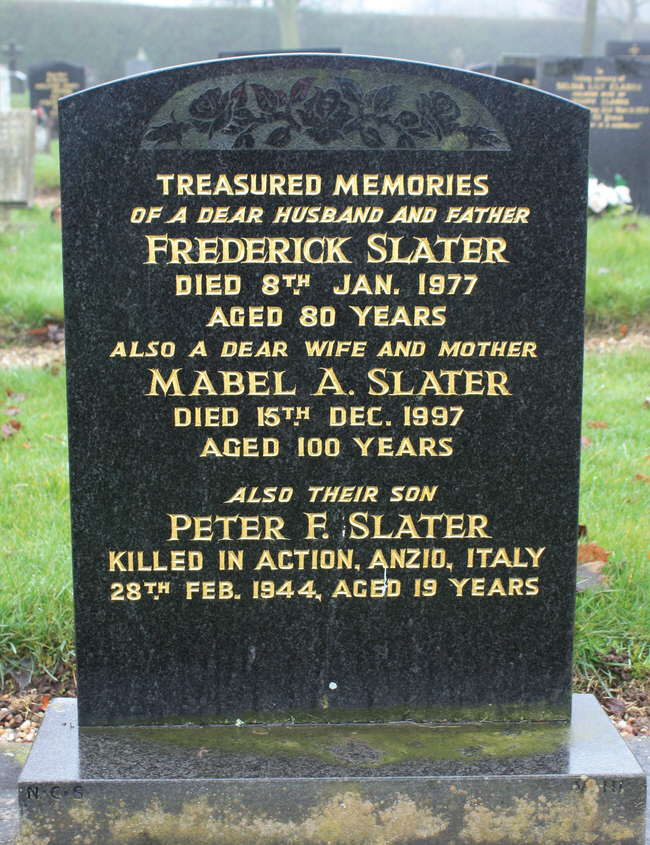 TREASURED MEMORIES
OF A DEAR HUSBAND AND FATHER
FREDERICK SLATER
DIED 8TH JAN. 1977
AGED 80 YEARS
ALSO A DEAR WIFE AND MOTHER
MABEL A. SLATER
DIED 15TH DEC. 1997
AGED 100 YEARS
ALSO THEIR SON
PETER F. SLATER
KILLED IN ACTION, ANZIO, ITALY
28TH FEB. 1944, AGED 19 YEARS
N·C·S